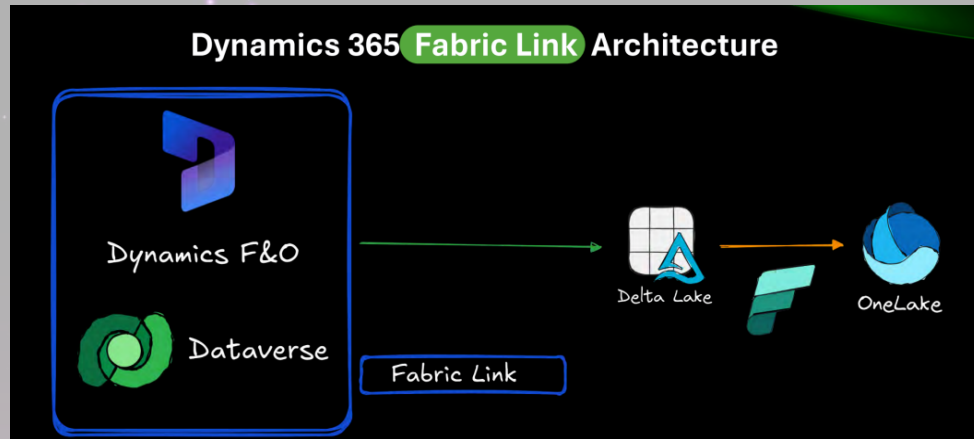 Dynamics 365 Fabric Link Architecture
Dynamics F&O
Dataverse
Fabric Link
Delta Lake
OneLake